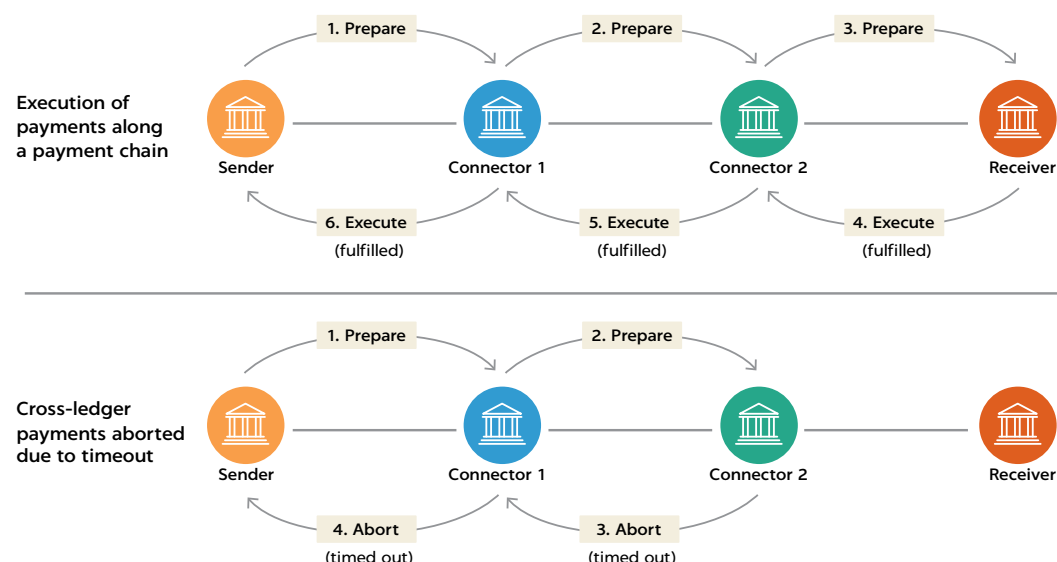 1. Prepare
2. Prepare
3. Prepare
Execution of
payments along
a payment chain
Sender
Connector 1
Connector 2
Receiver
6. Execute
(fulfilled)
5. Execute
(fulfilled)
4. Execute
(fulfilled)
1. Prepare
2. Prepare
Cross-ledger
payments aborted
due to timeout
Sender
Connector 1
Connector 2
Receiver
4. Abort
(timed out)
3. Abort
(timed out)